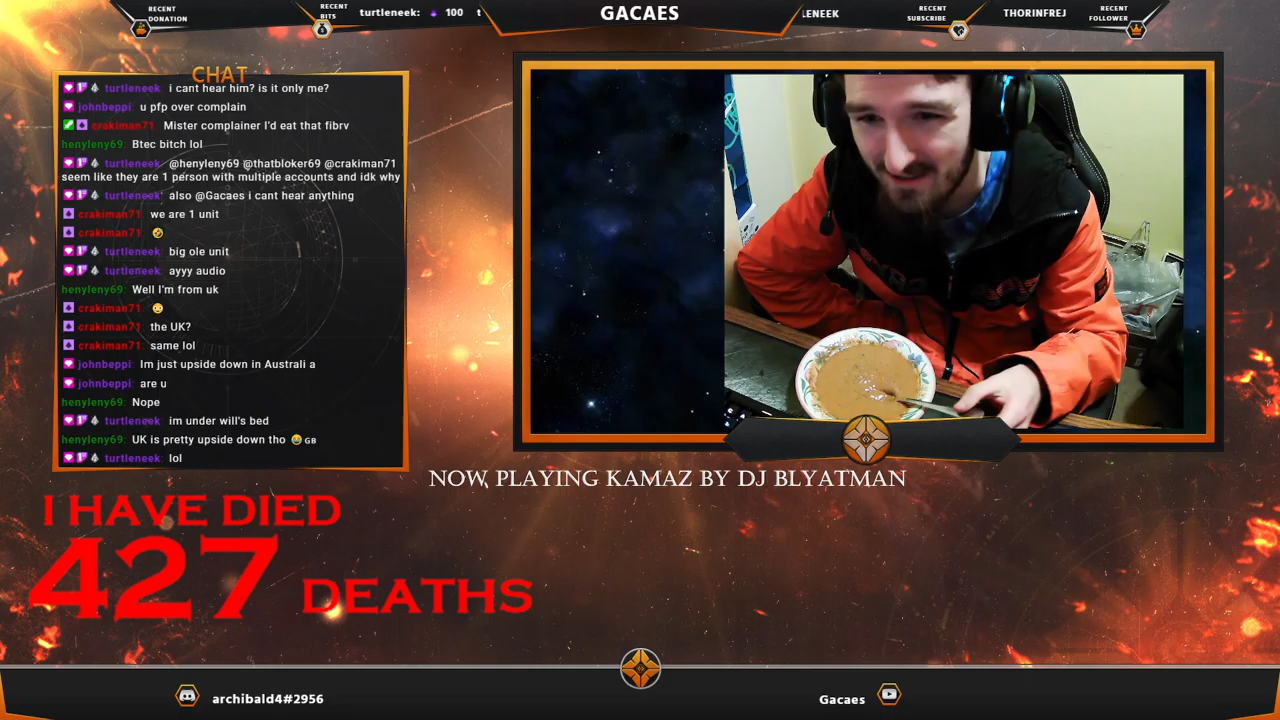 RECENT
DONATION
RECENT
BITS
turtleneek: 100 t
GACAES
LENEEK
RECENT
SUBSCRIBE
THORINFREJ
RECENT
FOLLOWER
CHAT
turtleneek: i cant hear him? is it only me?
johnbeppi: u pfp over complain
crakiman71: Mister complainer I'd eat that fibrv
henyleny69: Btec bitch lol
turtleneek: @henyleny69 @thatbloker69 @crakiman71
seem like they are 1 person with multiple accounts and idk why
turtleneek: also @Gacaes i cant hear anything
crakiman71: we are 1 unit
crakiman71: 🤣
turtleneek: big ole unit
turtleneek: ayyy audio
henyleny69: Well I'm from uk
crakiman71: 😳
crakiman71: the UK?
crakiman71: same lol
johnbeppi: Im just upside down in Australi a
johnbeppi: are u
henyleny69: Nope
turtleneek: im under will's bed
henyleny69: UK is pretty upside down tho 😂 GB
turtleneek: lol
NOW, PLAYING KAMAZ BY DJ BLYATMAN
I HAVE DIED
427 DEATHS
archibald4#2956
Gacaes